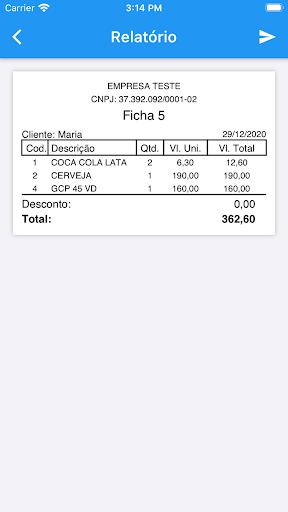 Carrier 3:14 PM
Relatório
EMPRESA TESTE
CNPJ: 37.392.092/0001-02
Ficha 5
Cliente: Maria 29/12/2020
Cod. Descrição Qtd. Vl. Uni. Vl. Total
1 COCA COLA LATA 2 6,30 12,60
2 CERVEJA 1 190,00 190,00
4 GCP 45 VD 1 160,00 160,00
Desconto: 0,00
Total: 362,60